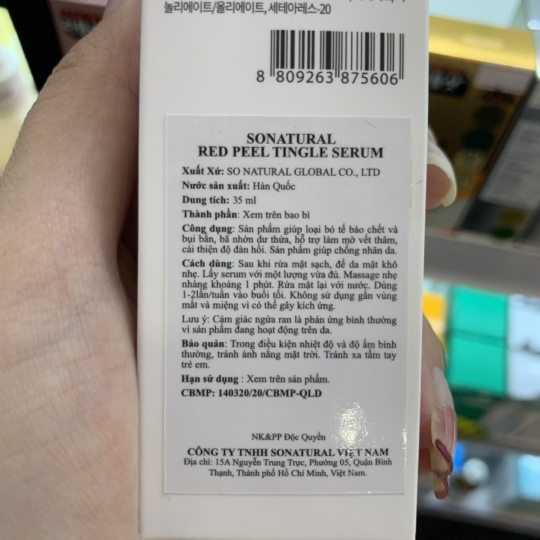 놀리에이트/올리에이트, 세테아레스-20
8 809263 875606
SONATURAL
RED PEEL TINGLE SERUM
Xuất Xứ: SO NATURAL GLOBAL CO., LTD
Nước sản xuất: Hàn Quốc
Dung tích: 35 ml
Thành phần: Xem trên bao bì
Công dụng: Sản phẩm giúp loại bỏ tế bào chết và
bụi bẩn, bã nhờn dư thừa, hỗ trợ làm mờ vết thâm,
cải thiện độ đàn hồi. Sản phẩm giúp chống nhăn da.
Cách dùng: Sau khi rửa mặt sạch, để da mặt khô
nhẹ. Lấy serum với một lượng vừa đủ. Massage nhẹ
nhàng khoảng 1 phút. Rửa mặt lại với nước. Dùng
1-2lần/tuần vào buổi tối. Không sử dụng gần vùng
mắt và miệng vì có thể gây kích ứng.
Lưu ý: Cảm giác ngứa ran là phản ứng bình thường
vì sản phẩm đang hoạt động trên da.
Bảo quản: Trong điều kiện nhiệt độ và độ ẩm bình
thường, tránh ánh nắng mặt trời. Tránh xa tầm tay
trẻ em.
Hạn sử dụng : Xem trên sản phẩm.
CBMP: 140320/20/CBMP-QLD
NK&PP Độc Quyền
CÔNG TY TNHH SONATURAL VIỆT NAM
Địa chỉ: 15A Nguyễn Trung Trực, Phường 05, Quận Bình
Thạnh, Thành phố Hồ Chí Minh, Việt Nam.